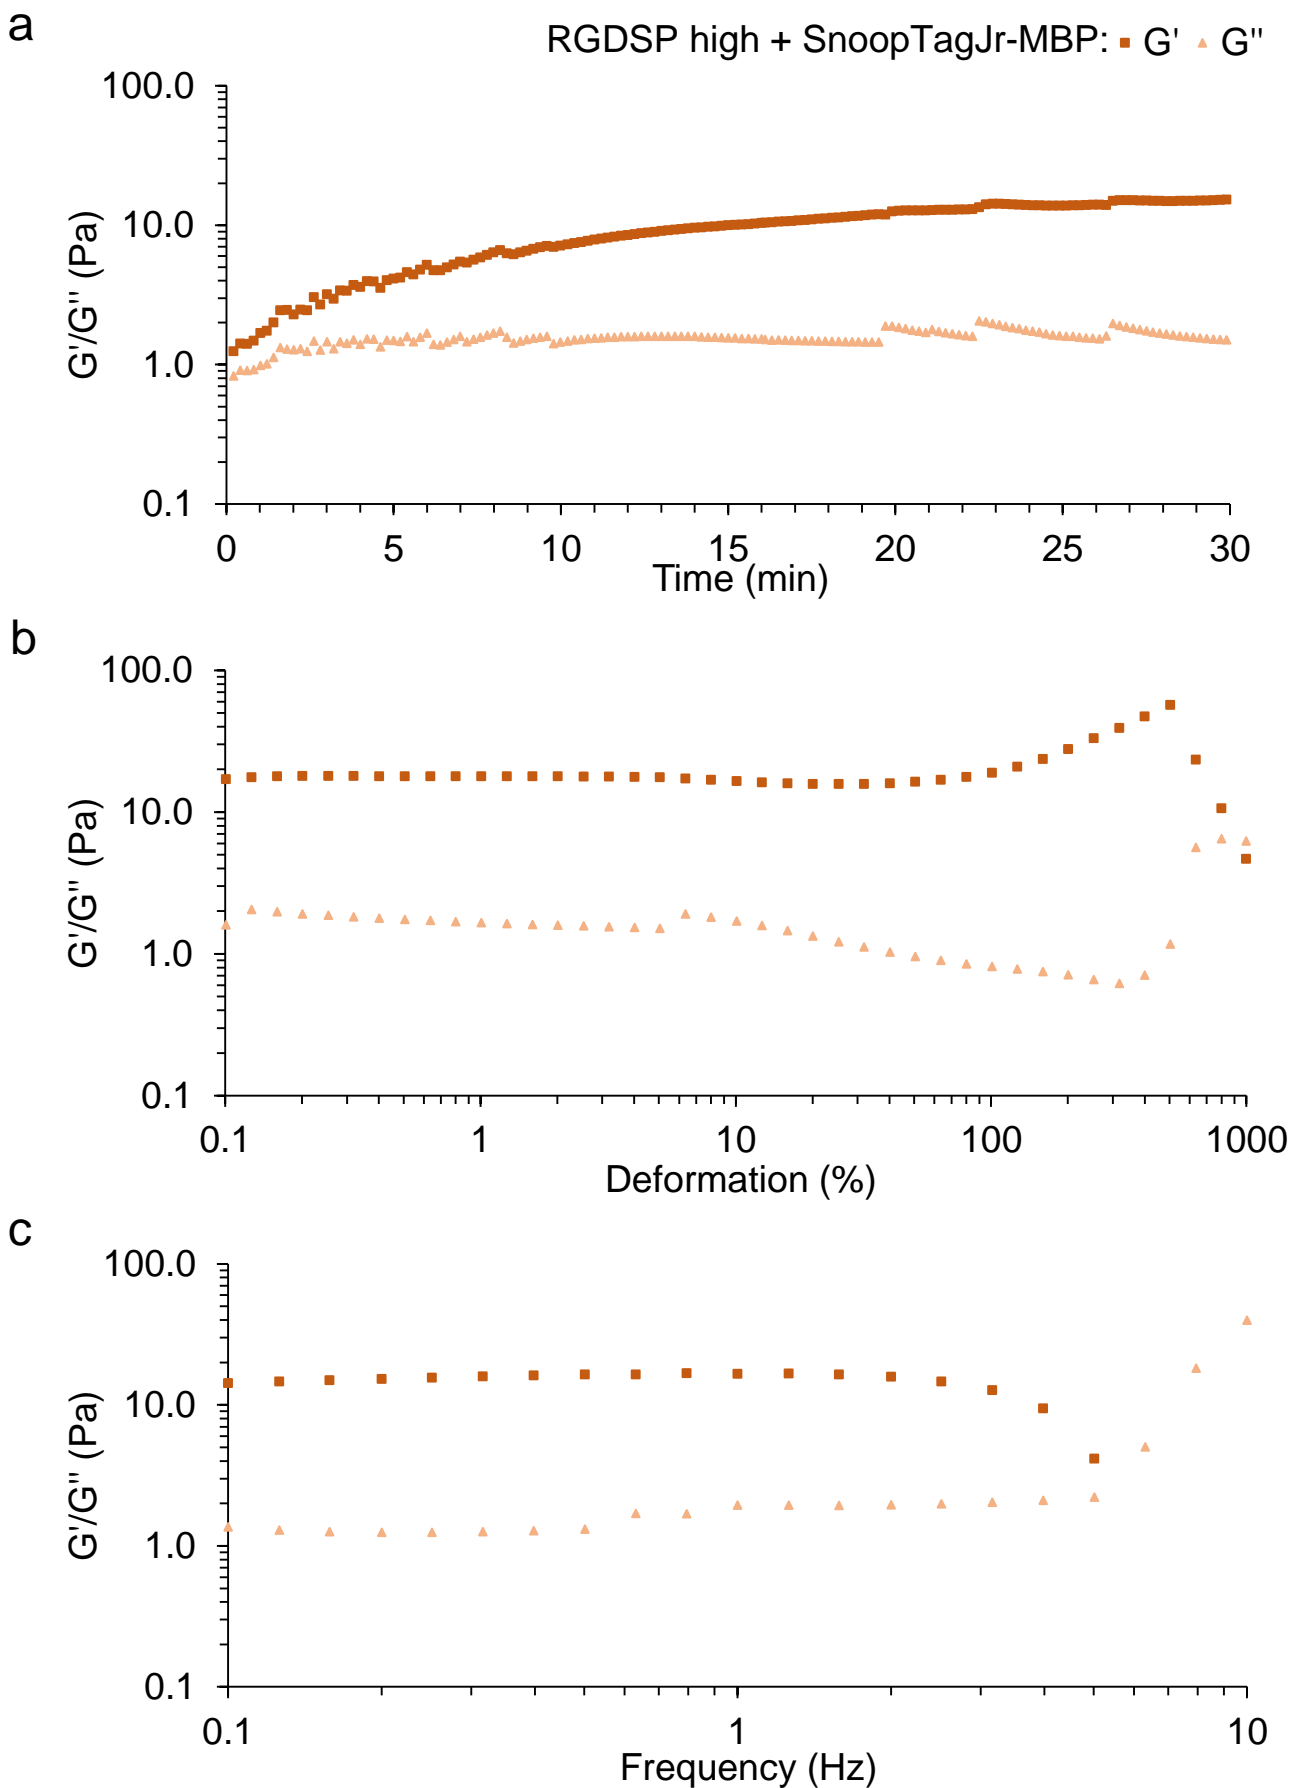 a
RGDSP high + SnoopTagJr-MBP: G' G''
100.0
10.0
1.0
0.1
G'/G'' (Pa)
0 5 10 15 20 25 30
Time (min)
b
100.0
10.0
1.0
0.1
G'/G'' (Pa)
0.1 1 10 100 1000
Deformation (%)
c
100.0
10.0
1.0
0.1
G'/G'' (Pa)
0.1 1 10
Frequency (Hz)